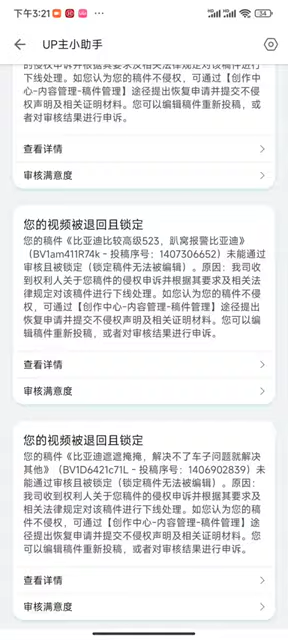 下午3:21
34
UP主小助手
的侵权申诉并根据其要求及相关法律规定对该稿件进行
下线处理。如您认为您的稿件不侵权，可通过【创作中
心-内容管理-稿件管理】途径提出恢复申请并提交不侵
权声明及相关证明材料。您可以编辑稿件重新投稿，或
者对审核结果进行申诉。
查看详情
审核满意度
您的视频被退回且锁定
您的稿件《比亚迪比较高级523，趴窝报警比亚迪》
（BV1am411R74k - 投稿序号：1407306652）未能通过
审核且被锁定（锁定稿件无法被编辑）。原因：我司收
到权利人关于您稿件的侵权申诉并根据其要求及相关法
律规定对该稿件进行下线处理。如您认为您的稿件不侵
权，可通过【创作中心-内容管理-稿件管理】途径提出
恢复申请并提交不侵权声明及相关证明材料。您可以编
辑稿件重新投稿，或者对审核结果进行申诉。
查看详情
审核满意度
您的视频被退回且锁定
您的稿件《比亚迪遮遮掩掩，解决不了车子问题就解决
其他》（BV1D6421c71L - 投稿序号：1406902839）未
能通过审核且被锁定（锁定稿件无法被编辑）。原因：
我司收到权利人关于您稿件的侵权申诉并根据其要求及
相关法律规定对该稿件进行下线处理。如您认为您的稿
件不侵权，可通过【创作中心-内容管理-稿件管理】途
径提出恢复申请并提交不侵权声明及相关证明材料。您
可以编辑稿件重新投稿，或者对审核结果进行申诉。
查看详情
审核满意度